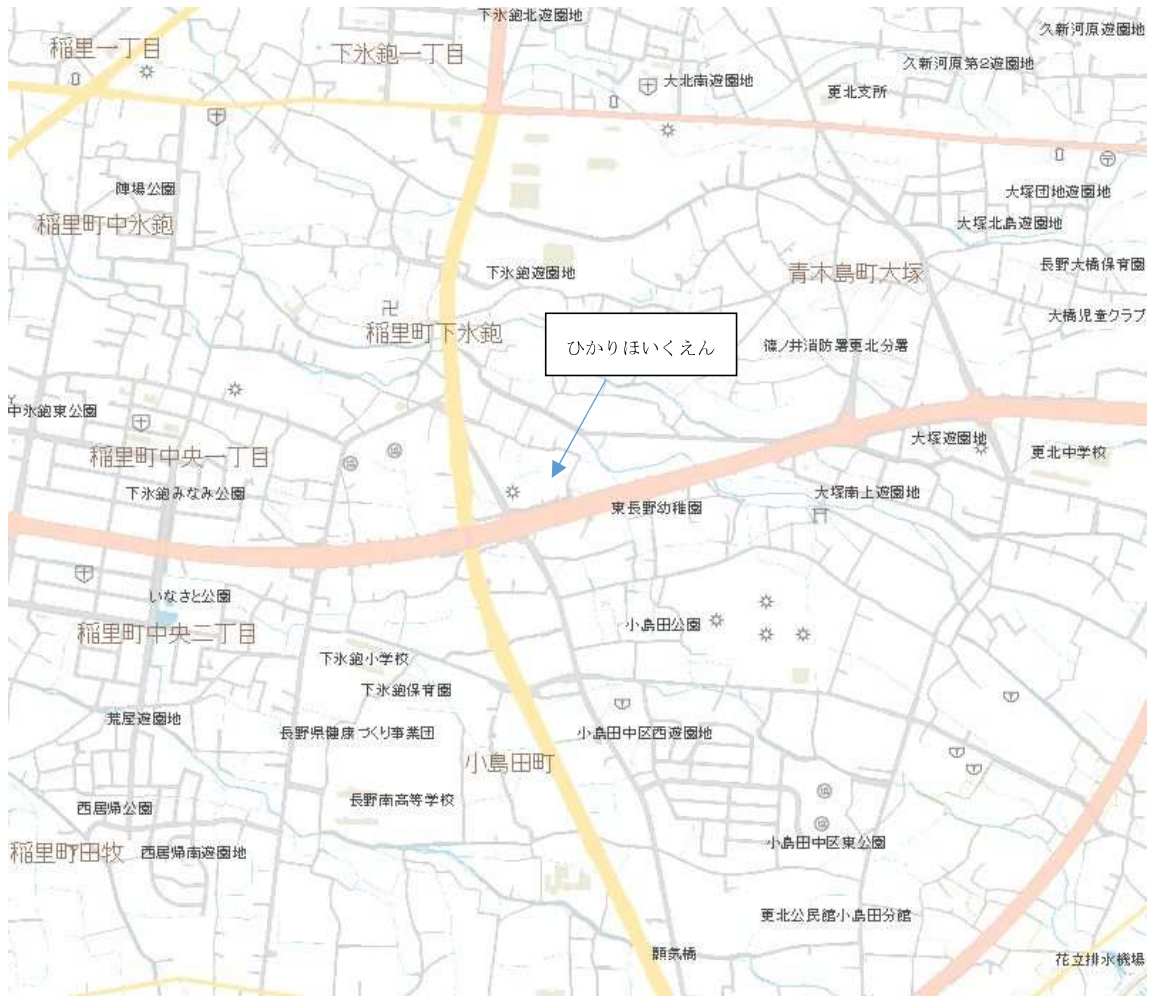 下氷鉋北遊園地
久新河原遊園地
稲里一丁目
下氷鉋一丁目
久新河原第2遊園地
大北南遊園地
更北支所
陣場公園
大塚団地遊園地
稲里町中氷鉋
大塚北島遊園地
長野大橋保育園
下氷鉋遊園地
青木島町大塚
大橋児童クラブ
稲里町下氷鉋
ひかりほいくえん
篠ノ井消防署更北分署
中氷鉋東公園
大塚遊園地
更北中学校
稲里町中央一丁目
下氷鉋みなみ公園
大塚南上遊園地
東長野幼稚園
いなさと公園
小島田公園
稲里町中央二丁目
下氷鉋小学校
下氷鉋保育園
荒屋遊園地
長野県健康づくり事業団
小島田中区西遊園地
小島田町
長野南高等学校
西居帰公園
小島田中区東公園
稲里町田牧
西居帰南遊園地
更北公民館小島田分館
願気橋
花立排水機場